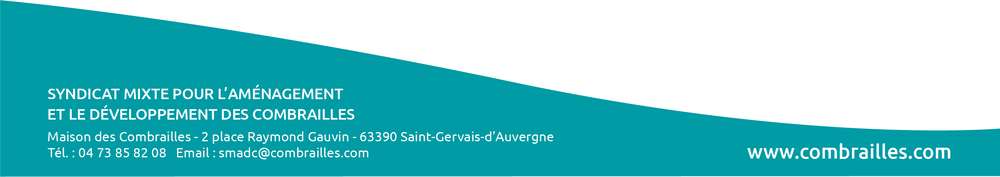 SYNDICAT MIXTE POUR L’AMÉNAGEMENT
ET LE DÉVELOPPEMENT DES COMBRAILLES
Maison des Combrailles - 2 place Raymond Gauvin - 63390 Saint-Gervais-d’Auvergne
Tél. : 04 73 85 82 08 Email : smadc@combrailles.com
www.combrailles.com